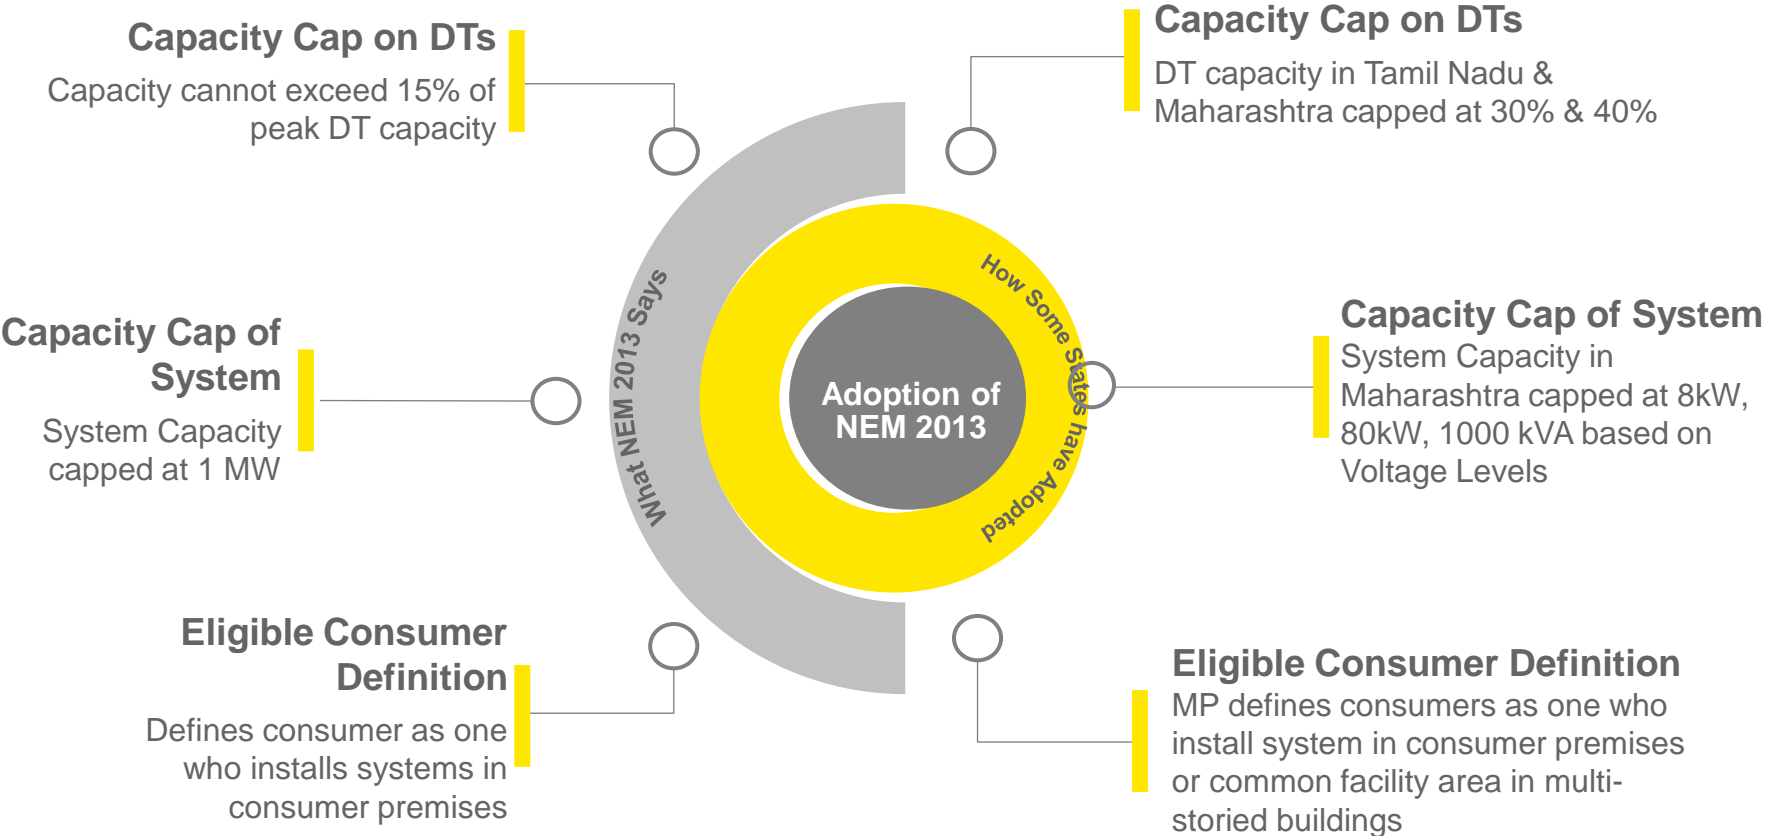 Capacity Cap on DTs
Capacity cannot exceed 15% of
peak DT capacity
Capacity Cap of
System
System Capacity
capped at 1 MW
Eligible Consumer
Definition
Defines consumer as one
who installs systems in
consumer premises
What NEM 2013 Says
Adoption of
NEM 2013
How Some States have Adopted
Capacity Cap on DTs
DT capacity in Tamil Nadu &
Maharashtra capped at 30% & 40%
Capacity Cap of System
System Capacity in
Maharashtra capped at 8kW,
80kW, 1000 kVA based on
Voltage Levels
Eligible Consumer Definition
MP defines consumers as one who
install system in consumer premises
or common facility area in multi-
storied buildings